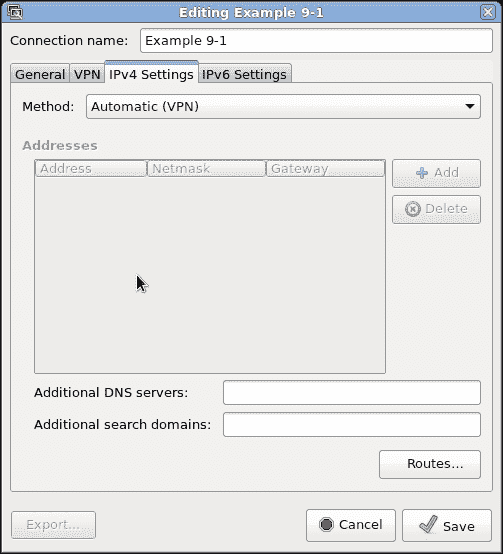 Editing Example 9-1
Connection name: Example 9-1
General VPN IPv4 Settings IPv6 Settings
Method: Automatic (VPN)
Addresses
Address Netmask Gateway
Add
Delete
Additional DNS servers:
Additional search domains:
Routes...
Export... Cancel Save